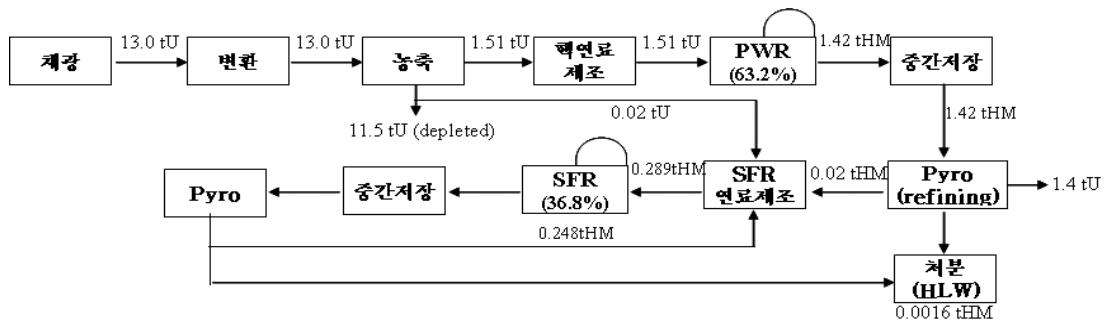 채광
13.0 tU
변환
13.0 tU
농축
1.51 tU
핵연료
제조
1.51 tU
PWR
(63.2%)
1.42 tHM
중간저장
11.5 tU (depleted)
0.02 tU
1.42 tHM
Pyro
중간저장
SFR
(36.8%)
0.289tHM
SFR
연료제조
0.02 tHM
Pyro
(refining)
1.4 tU
0.248tHM
처분
(HLW)
0.0016 tHM